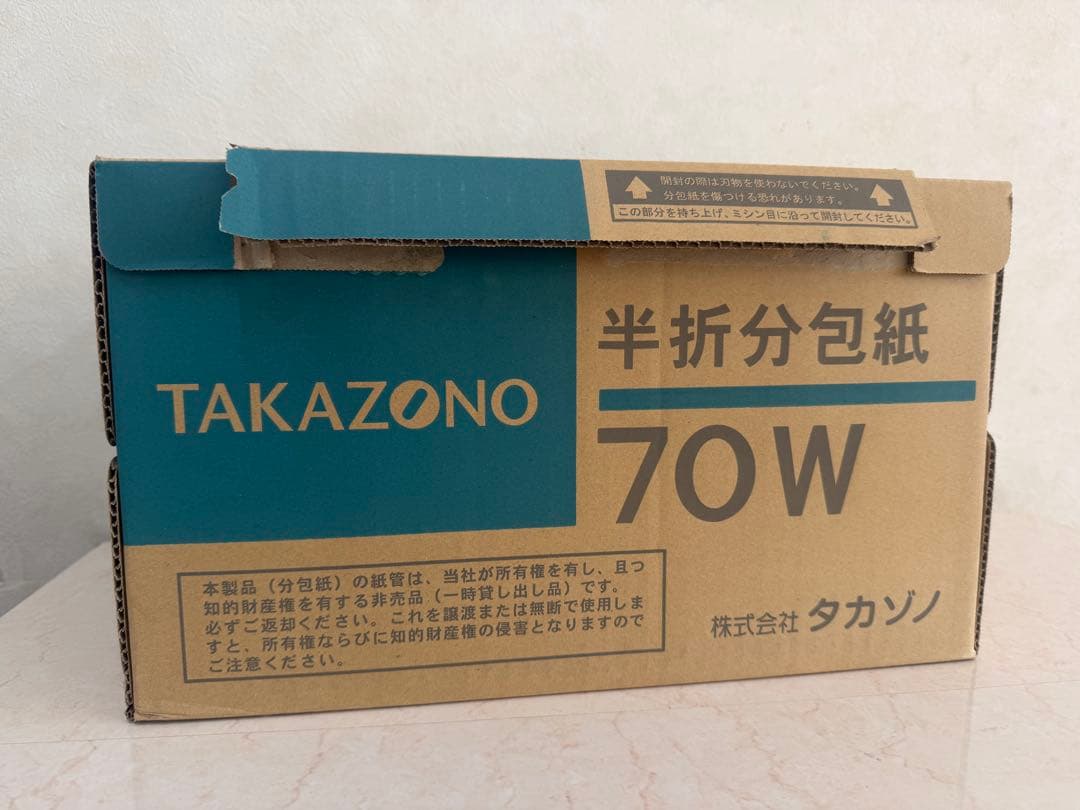 開封の際は刃物を使わないでください。
分包紙を傷つける恐れがあります。
この部分を持ち上げ、ミシン目に沿って開封してください。
TAKAZONO
半折分包紙
70W
本製品（分包紙）の紙管は、当社が所有権を有し、且つ
知的財産権を有する非売品（一時貸し出し品）です。
必ずご返却ください。これを譲渡または無断で使用しま
すと、所有権ならびに知的財産権の侵害となりますので
ご注意ください。
株式会社 タカゾノ